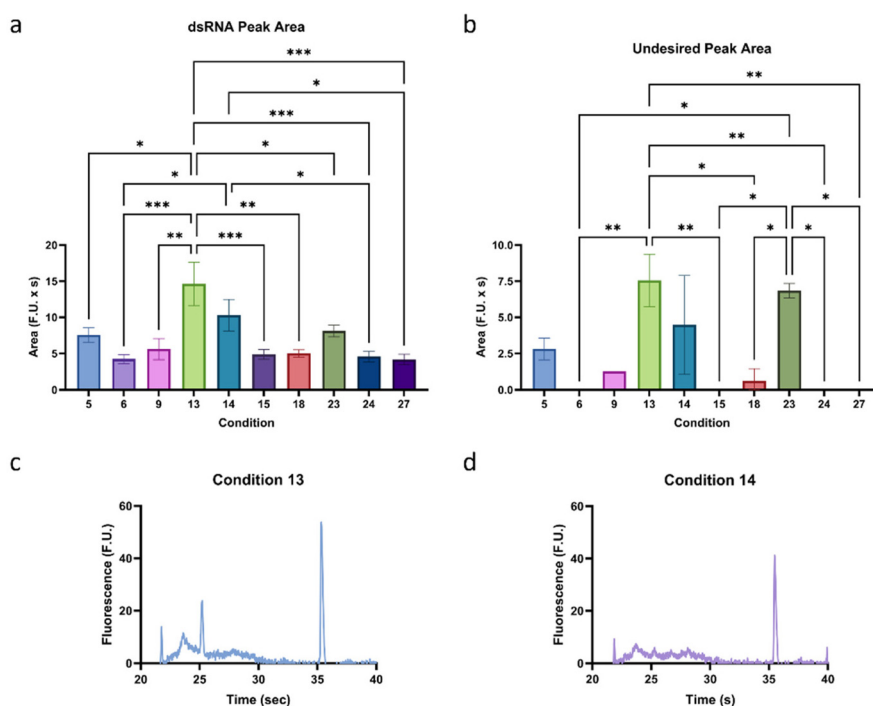 a
dsRNA Peak Area
***
*
***
*
*
*
*
***
**
**
***
20
15
10
5
0
Area (F.U. x s)
5 6 9 13 14 15 18 23 24 27
Condition
b
Undesired Peak Area
**
*
**
*
*
*
**
**
*
*
10.0
7.5
5.0
2.5
0.0
Area (F.U. x s)
5 6 9 13 14 15 18 23 24 27
Condition
c
Condition 13
60
40
20
0
Fluorescence (F.U.)
20 25 30 35 40
Time (sec)
d
Condition 14
60
40
20
0
Fluorescence (F.U.)
20 25 30 35 40
Time (s)